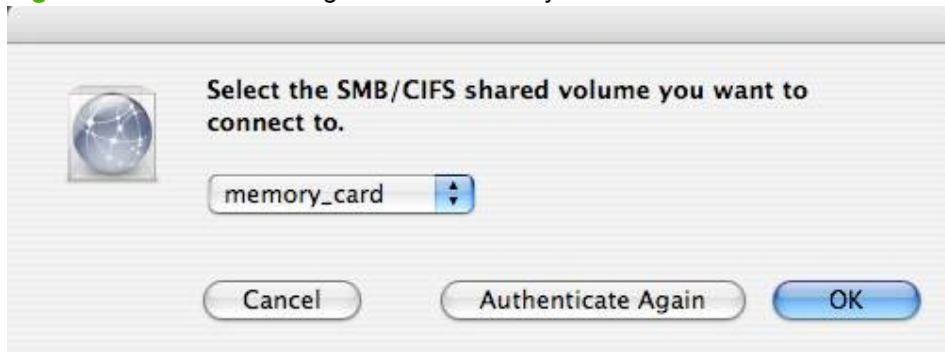 Select the SMB/CIFS shared volume you want to
connect to.
memory_card
Cancel
Authenticate Again
OK